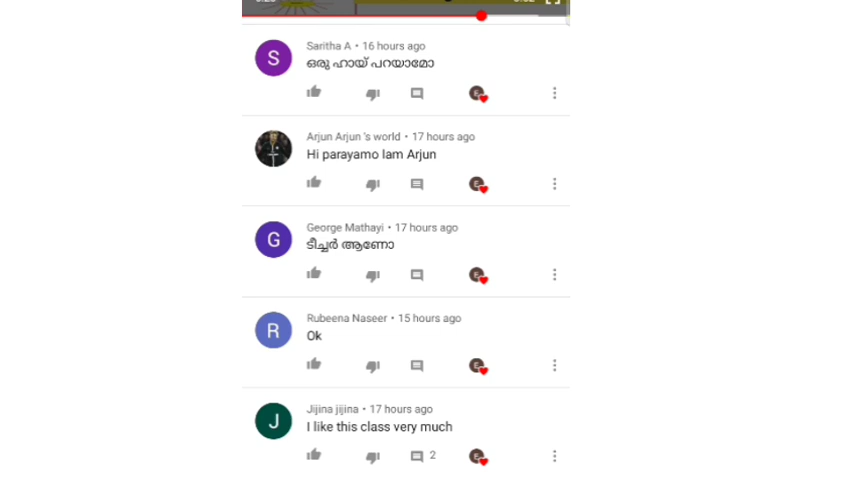 S
Saritha A • 16 hours ago
ഒരു ഹായ് പറയാമോ
E
Arjun Arjun 's world • 17 hours ago
Hi parayamo Iam Arjun
E
G
George Mathayi • 17 hours ago
ടീച്ചർ ആണോ
E
R
Rubeena Naseer • 15 hours ago
Ok
E
J
Jijina jijina • 17 hours ago
I like this class very much
2
E